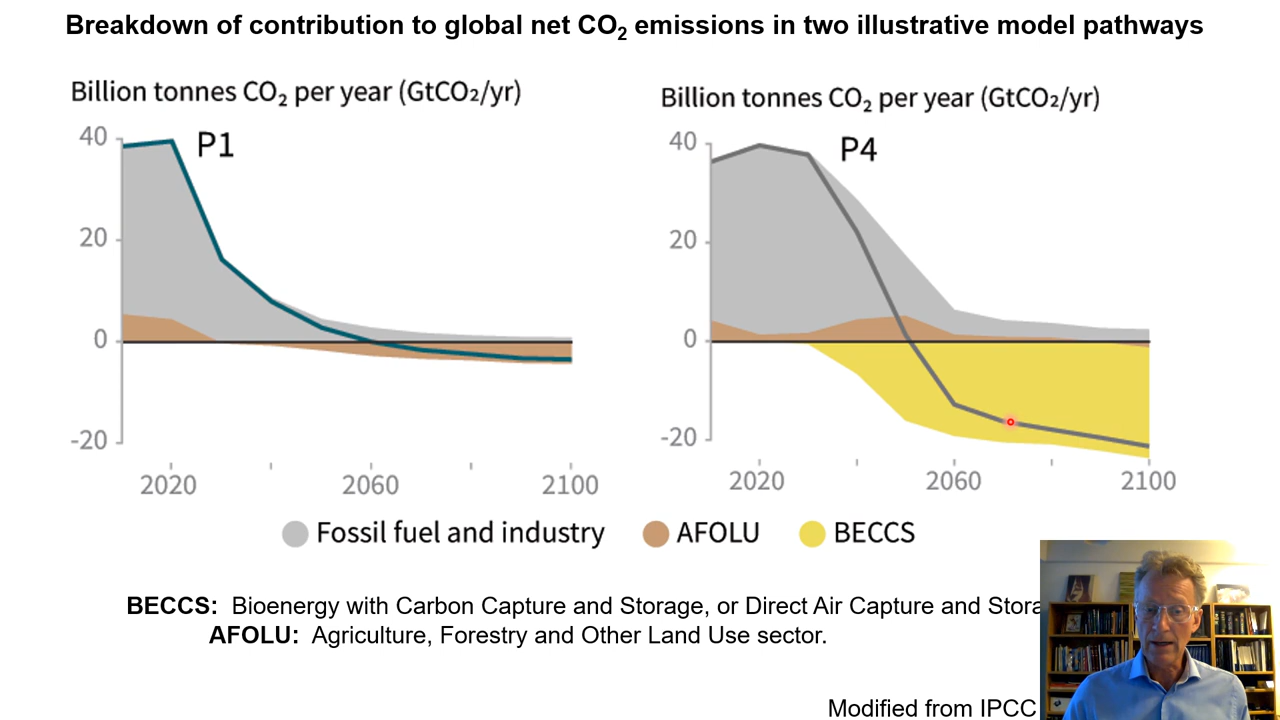 Breakdown of contribution to global net CO₂ emissions in two illustrative model pathways
Billion tonnes CO₂ per year (GtCO₂/yr)
P1
40
20
0
-20
2020
2060
2100
Billion tonnes CO₂ per year (GtCO₂/yr)
P4
40
20
0
-20
2020
2060
2100
Fossil fuel and industry
AFOLU
BECCS
BECCS: Bioenergy with Carbon Capture and Storage, or Direct Air Capture and Stora
AFOLU: Agriculture, Forestry and Other Land Use sector.
Modified from IPCC